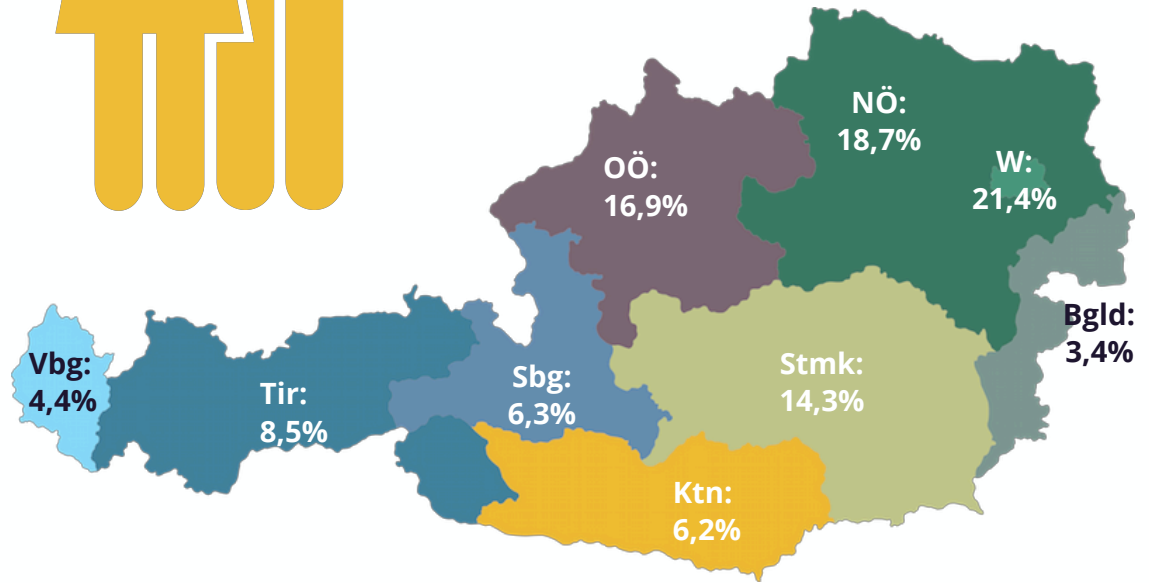 NÖ:
18,7%
OÖ:
16,9%
W:
21,4%
Bgld:
3,4%
Vbg:
4,4%
Tir:
8,5%
Sbg:
6,3%
Stmk:
14,3%
Ktn:
6,2%